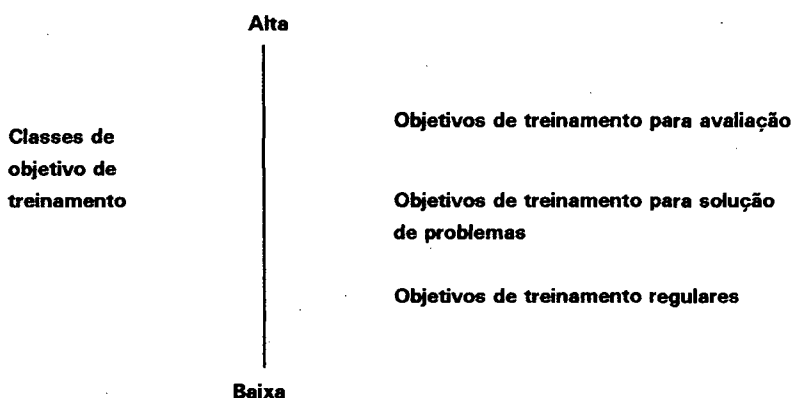 Alta
Classes de
objetivo de
treinamento
Objetivos de treinamento para avaliação
Objetivos de treinamento para solução
de problemas
Objetivos de treinamento regulares
Baixa